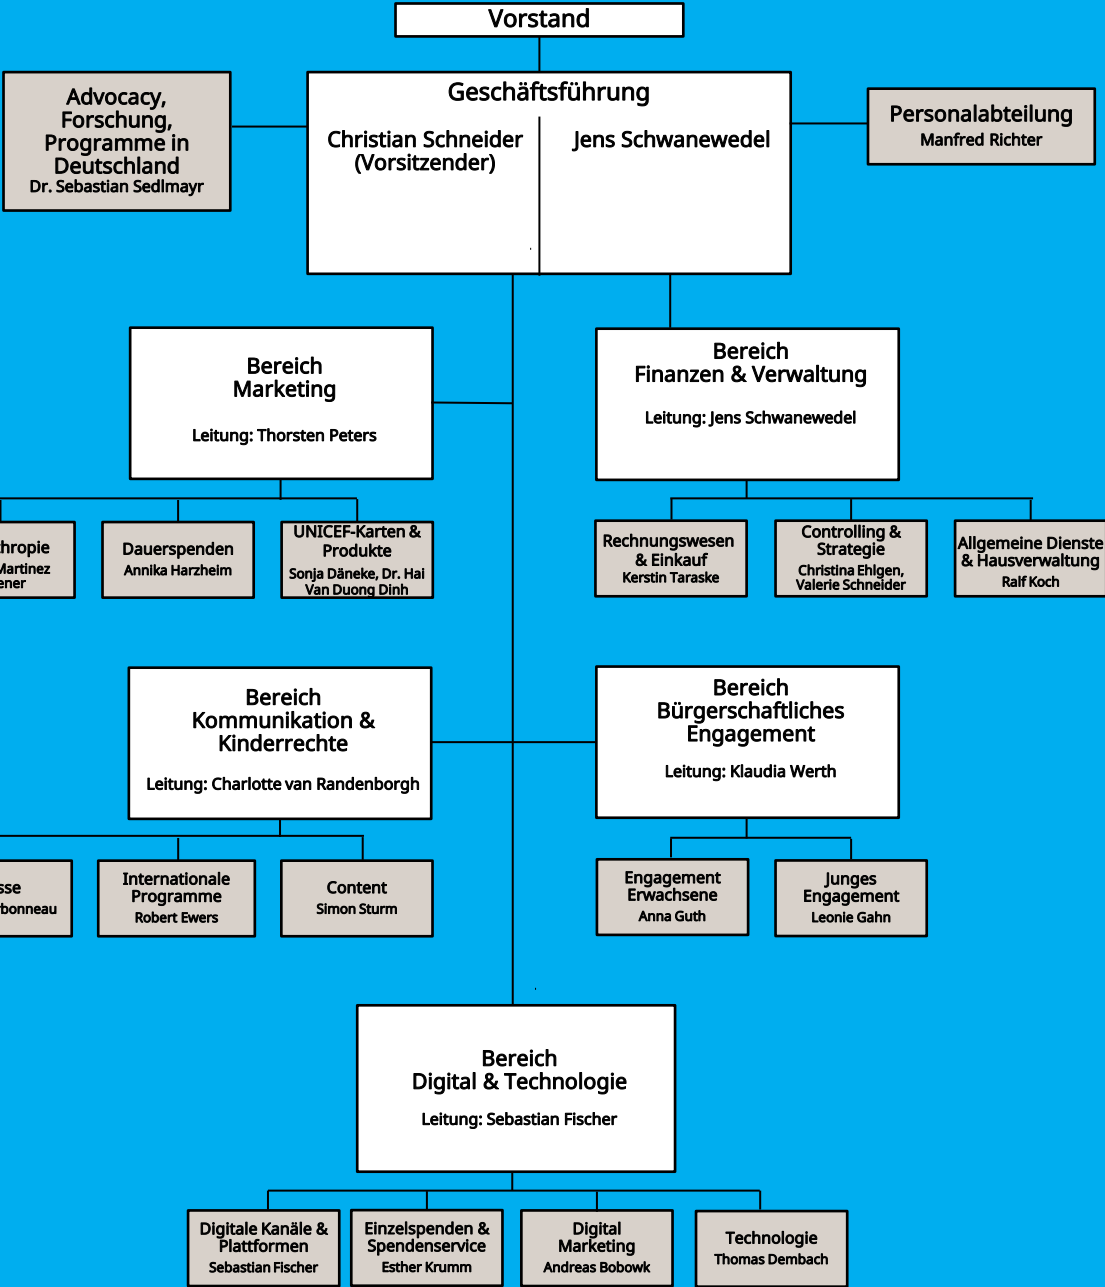 Vorstand
Geschäftsführung
Christian Schneider
(Vorsitzender)
Jens Schwanewedel
Advocacy,
Forschung,
Programme in
Deutschland
Dr. Sebastian Sedlmayr
Personalabteilung
Manfred Richter
Bereich
Marketing
Leitung: Thorsten Peters
Bereich
Finanzen & Verwaltung
Leitung: Jens Schwanewedel
Martinez
Dauerspenden
Annika Harzheim
UNICEF-Karten &
Produkte
Sonja Däneke, Dr. Hai
Van Duong Dinh
Rechnungswesen
& Einkauf
Kerstin Taraske
Controlling &
Strategie
Christina Ehlgen,
Valerie Schneider
Allgemeine Dienste
& Hausverwaltung
Ralf Koch
Bereich
Kommunikation &
Kinderrechte
Leitung: Charlotte van Randenborgh
Bereich
Bürgerschaftliches
Engagement
Leitung: Klaudia Werth
Internationale
Programme
Robert Ewers
Content
Simon Sturm
Engagement
Erwachsene
Anna Guth
Junges
Engagement
Leonie Gahn
Bereich
Digital & Technologie
Leitung: Sebastian Fischer
Digitale Kanäle &
Plattformen
Sebastian Fischer
Einzelspenden &
Spendenservice
Esther Krumm
Digital
Marketing
Andreas Bobowk
Technologie
Thomas Dembach